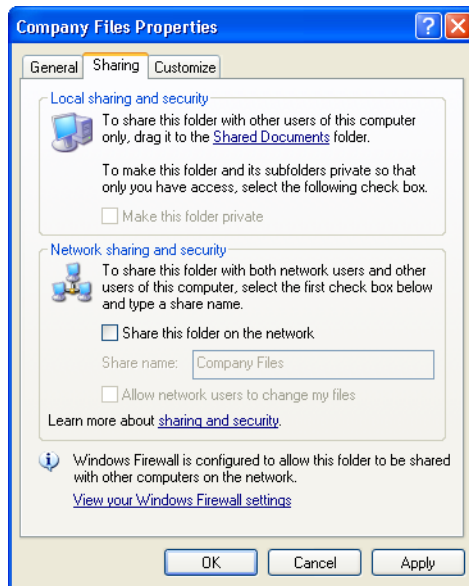 Company Files Properties
General Sharing Customize
Local sharing and security
To share this folder with other users of this computer
only, drag it to the Shared Documents folder.
To make this folder and its subfolders private so that
only you have access, select the following check box.
Make this folder private
Network sharing and security
To share this folder with both network users and other
users of this computer, select the first check box below
and type a share name.
Share this folder on the network
Share name: Company Files
Allow network users to change my files
Learn more about sharing and security.
Windows Firewall is configured to allow this folder to be shared
with other computers on the network.
View your Windows Firewall settings
OK Cancel Apply